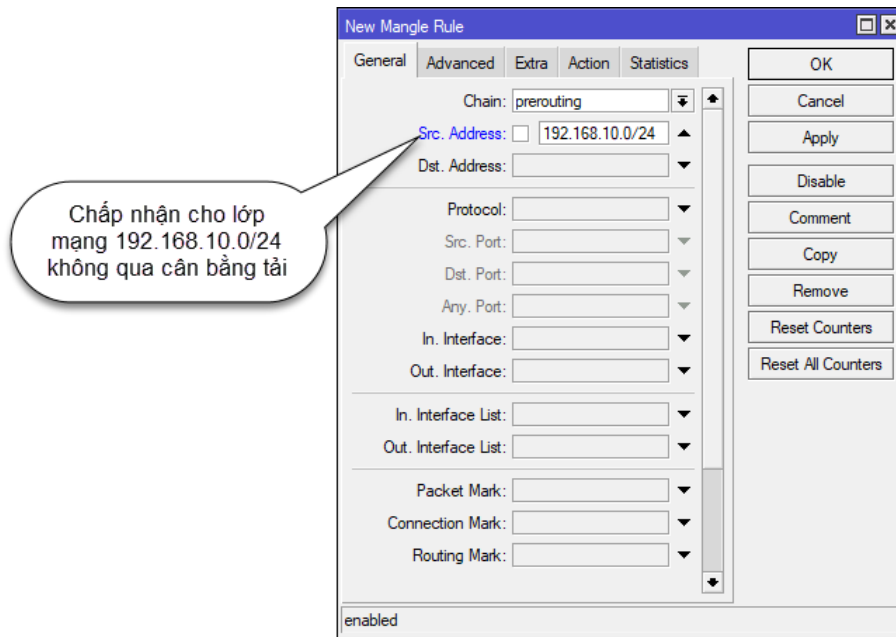 New Mangle Rule
General Advanced Extra Action Statistics
Chain: prerouting
Src. Address: 192.168.10.0/24
Dst. Address:
Protocol:
Src. Port:
Dst. Port:
Any. Port:
In. Interface:
Out. Interface:
In. Interface List:
Out. Interface List:
Packet Mark:
Connection Mark:
Routing Mark:
OK
Cancel
Apply
Disable
Comment
Copy
Remove
Reset Counters
Reset All Counters
enabled
Chấp nhận cho lớp
mạng 192.168.10.0/24
không qua cân bằng tải